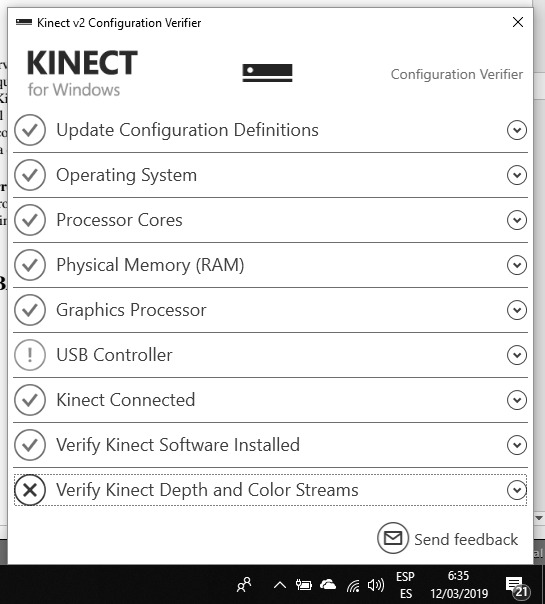 Kinect v2 Configuration Verifier
KINECT
for Windows
Configuration Verifier
Update Configuration Definitions
Operating System
Processor Cores
Physical Memory (RAM)
Graphics Processor
USB Controller
Kinect Connected
Verify Kinect Software Installed
Verify Kinect Depth and Color Streams
Send feedback
ESP
ES
6:35
12/03/2019
21